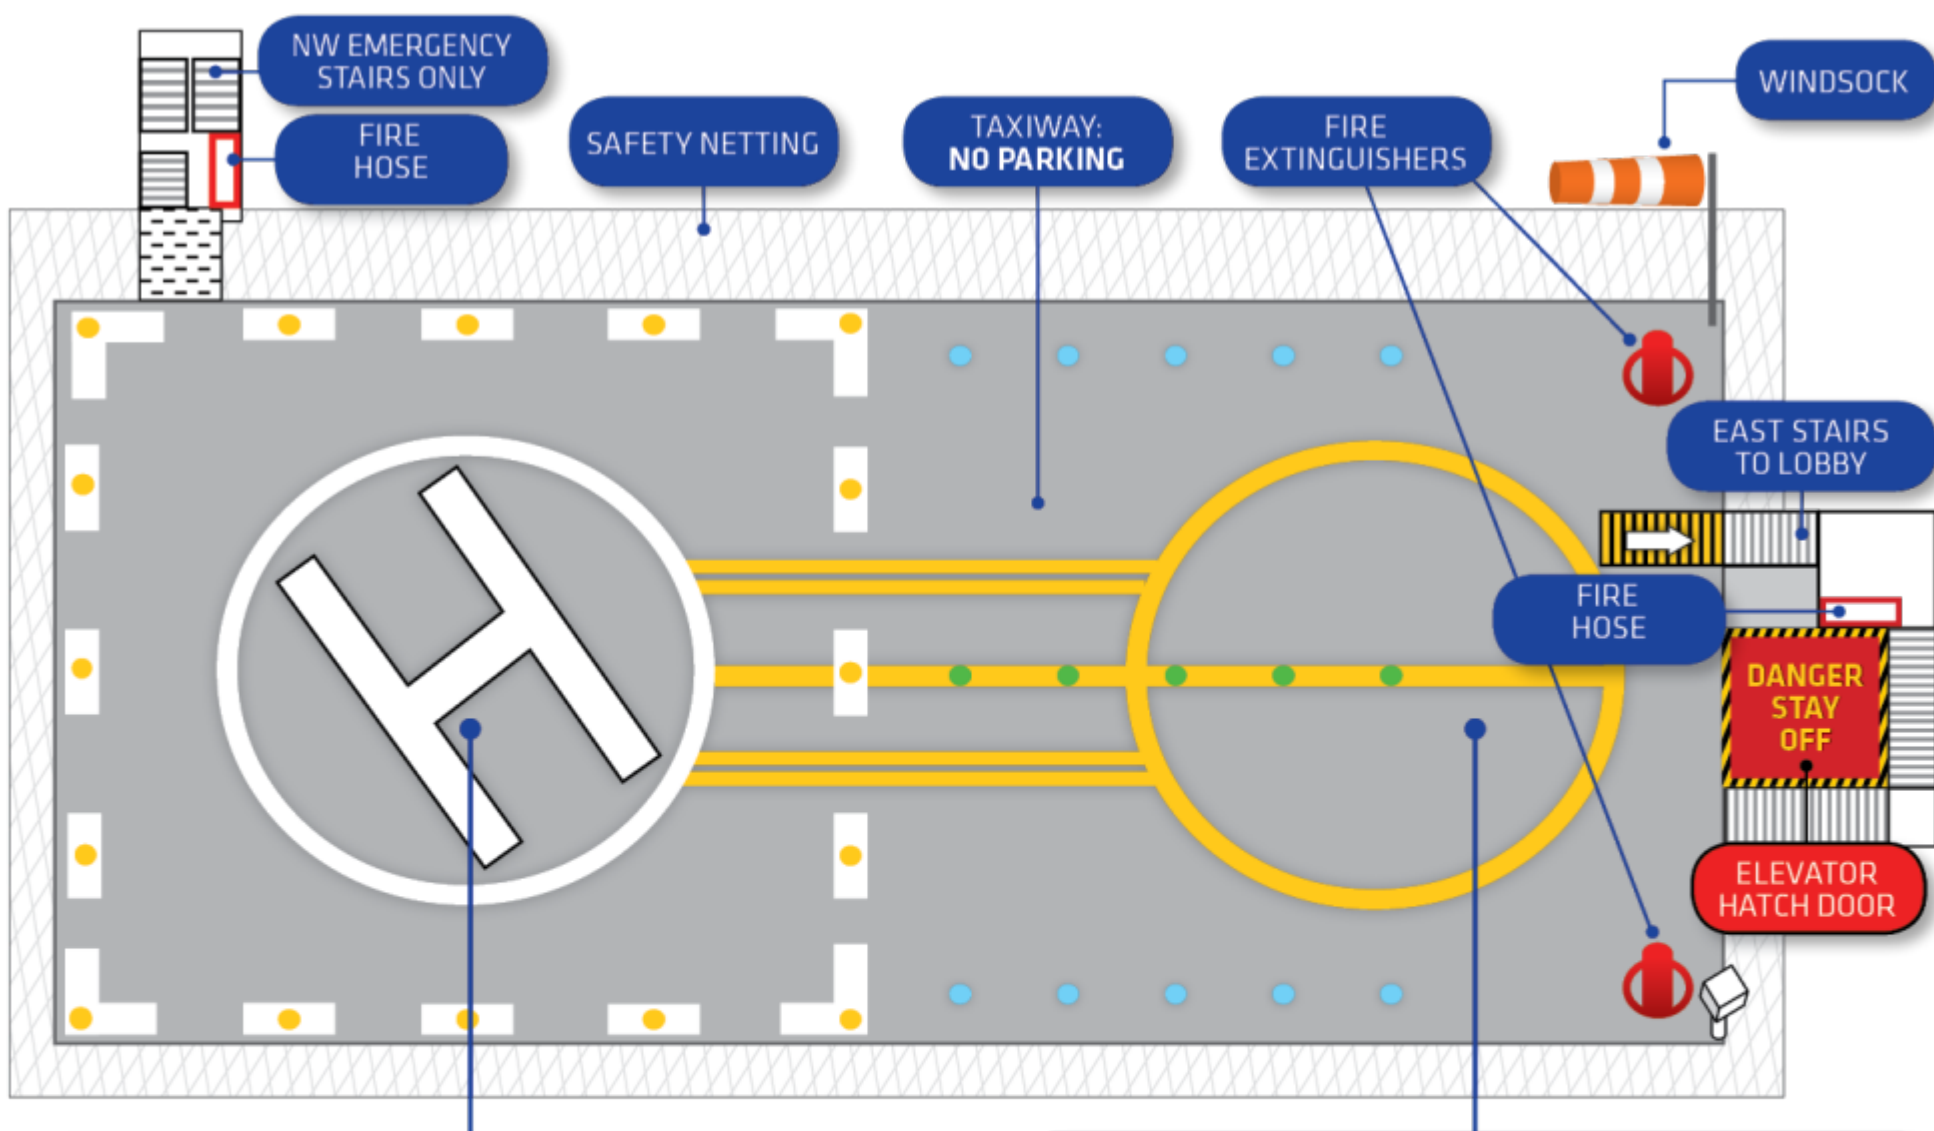 NW EMERGENCY
STAIRS ONLY
FIRE
HOSE
SAFETY NETTING
TAXIWAY:
NO PARKING
FIRE
EXTINGUISHERS
WINDSOCK
EAST STAIRS
TO LOBBY
FIRE
HOSE
H
DANGER
STAY
OFF
ELEVATOR
HATCH DOOR